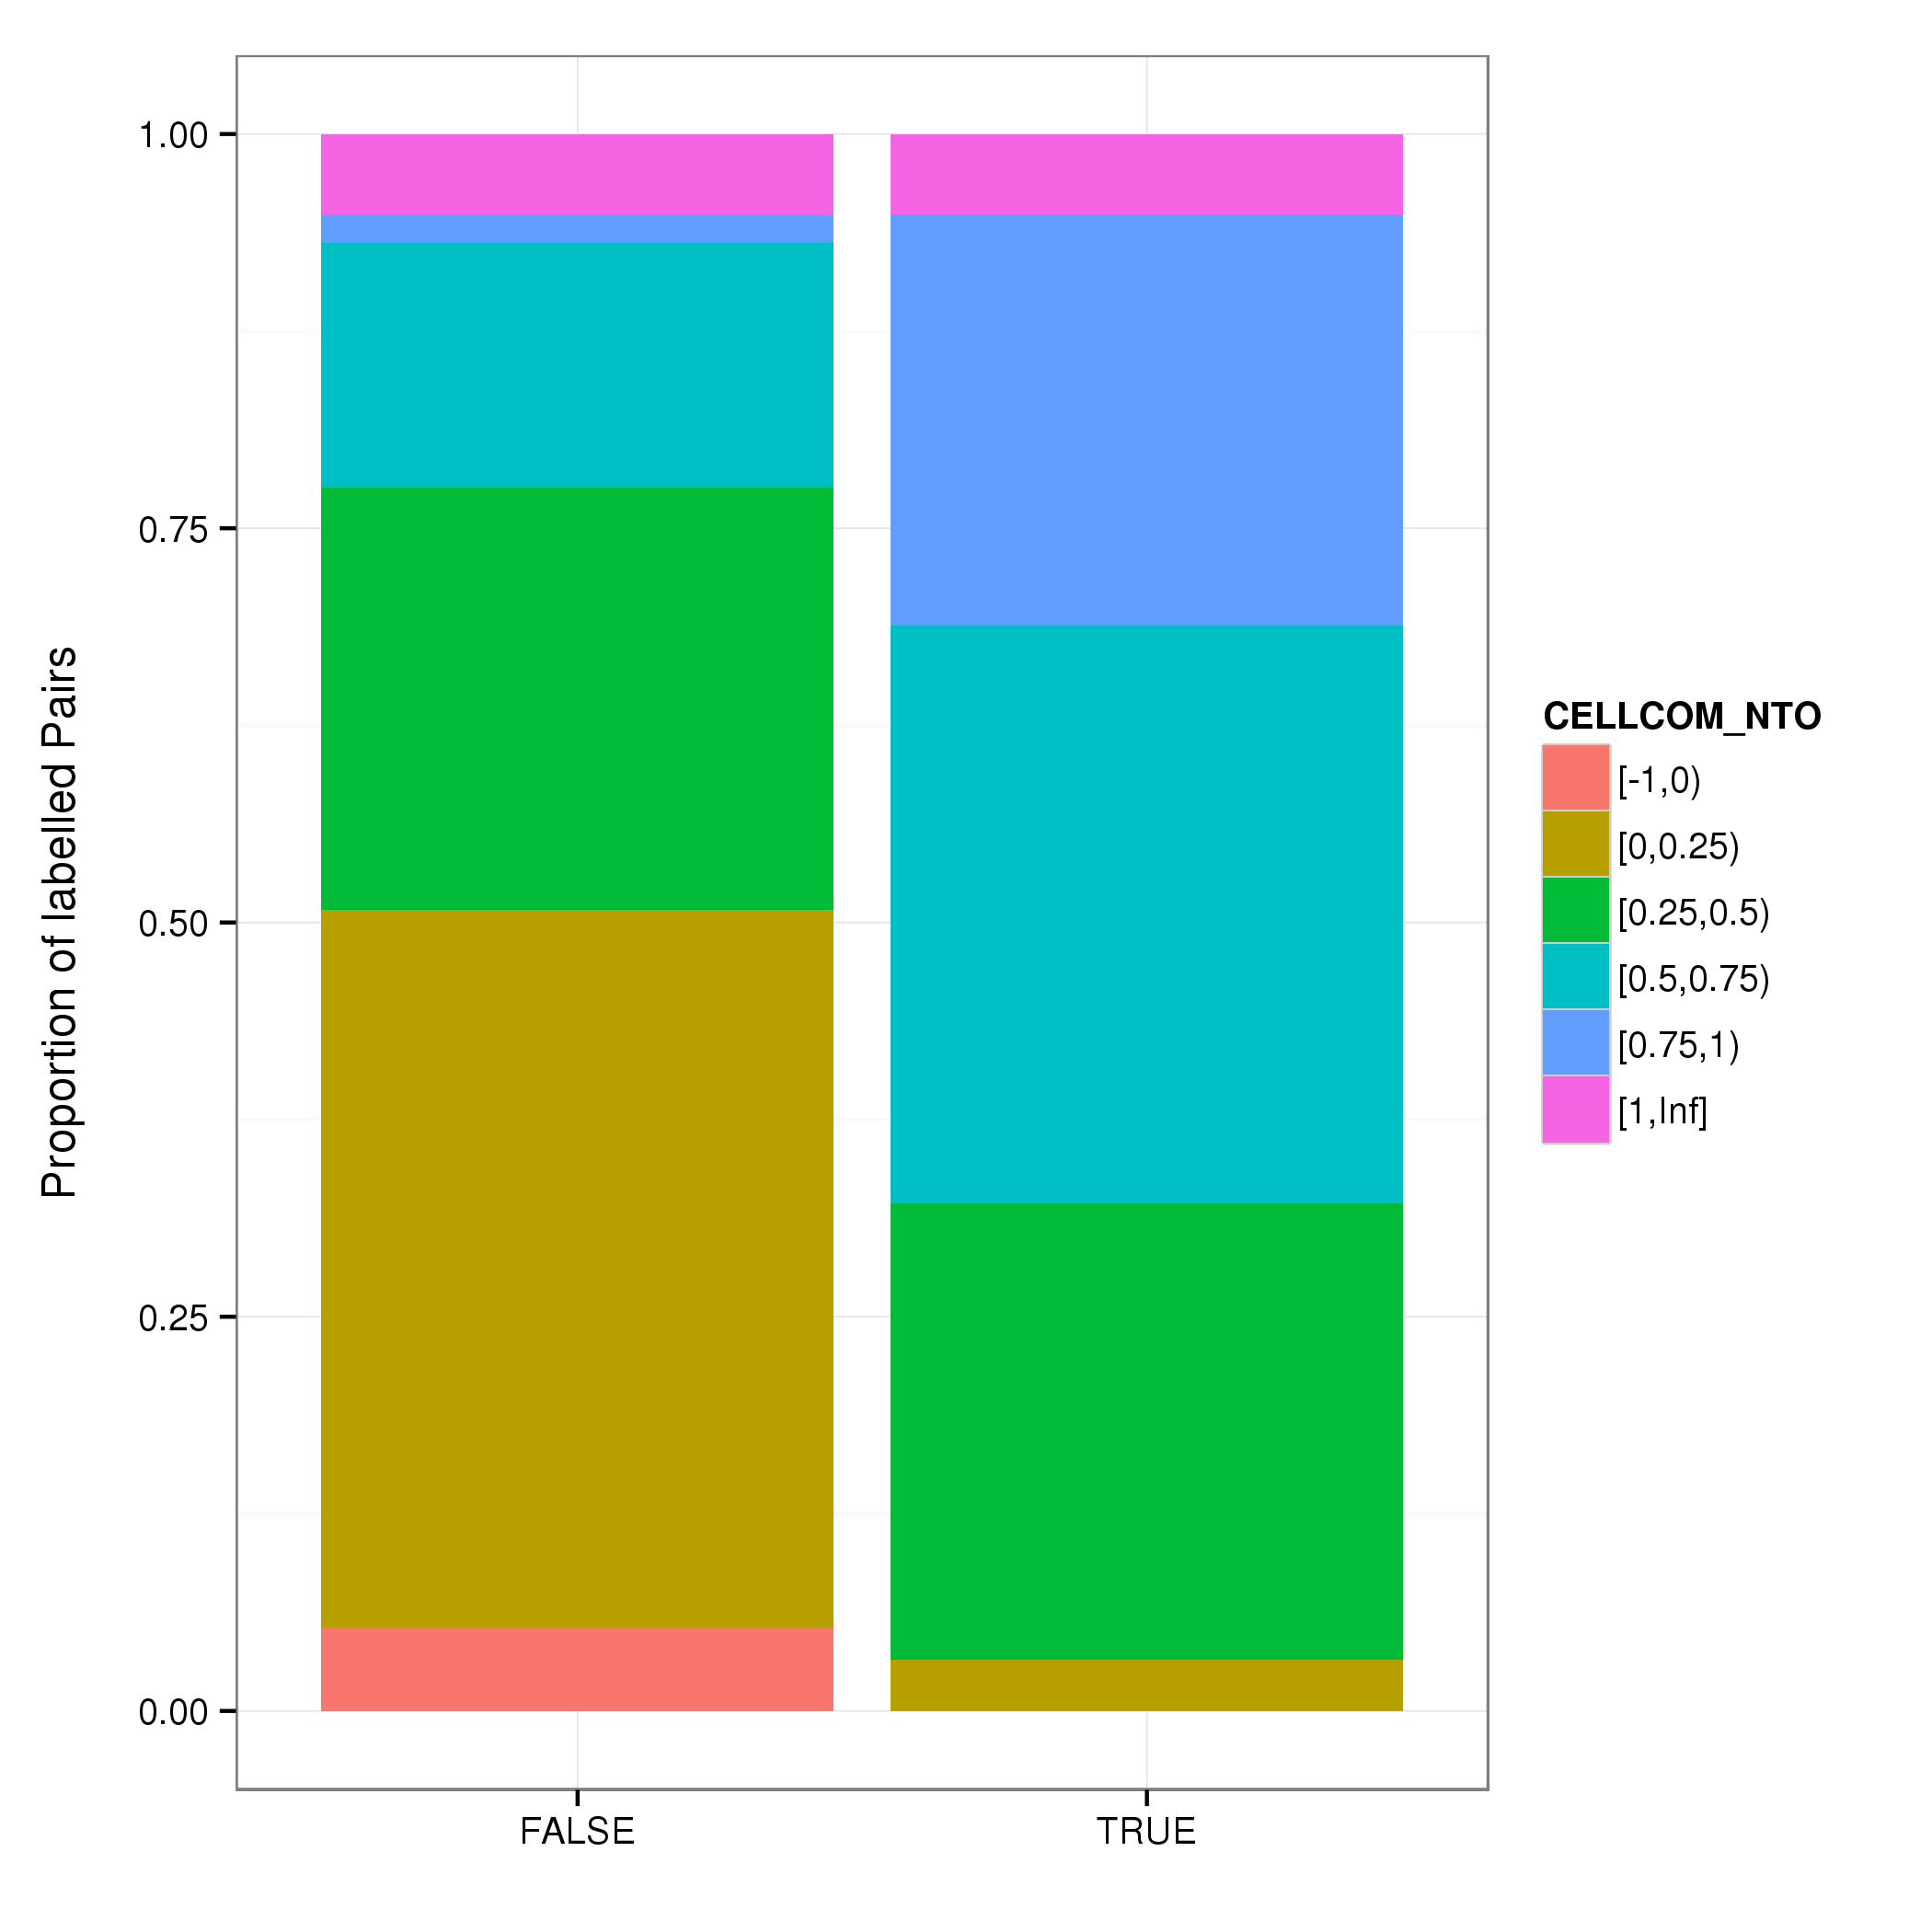 Proportion of labelled Pairs
1.00
0.75
0.50
0.25
0.00
FALSE
TRUE
CELLCOM_NTO
[-1,0)
[0,0.25)
[0.25,0.5)
[0.5,0.75)
[0.75,1)
[1,Inf]